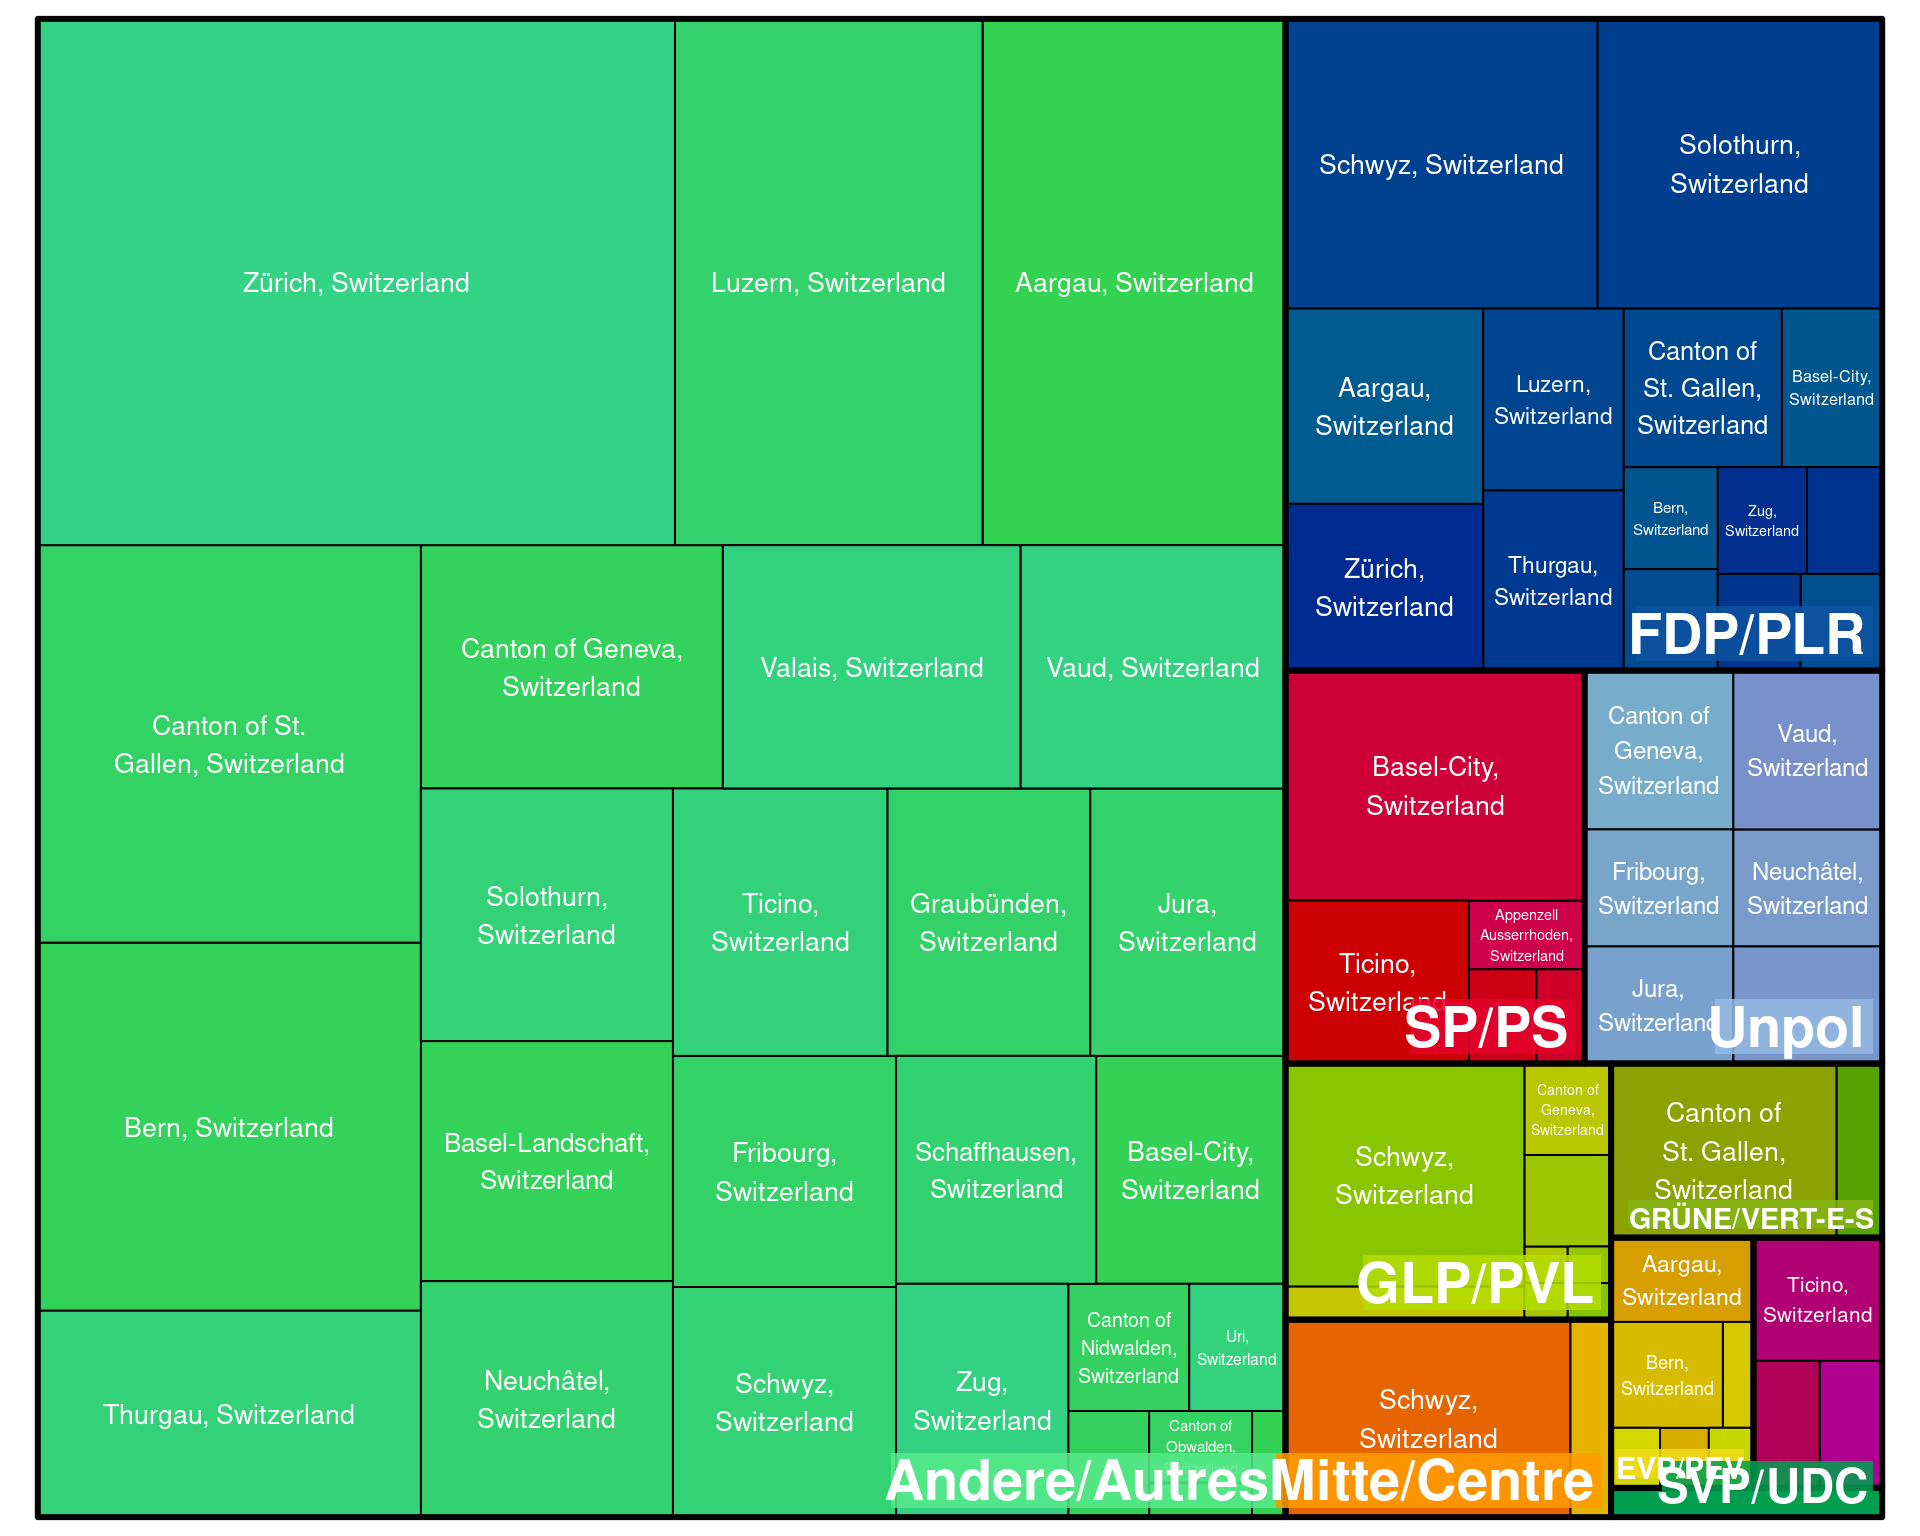 Zürich, Switzerland
Luzern, Switzerland
Aargau, Switzerland
Canton of St.
Gallen, Switzerland
Canton of Geneva,
Switzerland
Valais, Switzerland
Vaud, Switzerland
Bern, Switzerland
Solothurn,
Switzerland
Ticino,
Switzerland
Graubünden,
Switzerland
Jura,
Switzerland
Basel-Landschaft,
Switzerland
Fribourg,
Switzerland
Schaffhausen,
Switzerland
Basel-City,
Switzerland
Thurgau, Switzerland
Neuchâtel,
Switzerland
Schwyz,
Switzerland
Zug,
Switzerland
Canton of
Nidwalden,
Switzerland
Uri,
Switzerland
Canton of
Obwalden,
Andere/Autres
Schwyz, Switzerland
Solothurn,
Switzerland
Aargau,
Switzerland
Luzern,
Switzerland
Canton of
St. Gallen,
Switzerland
Basel-City,
Switzerland
Zürich,
Switzerland
Thurgau,
Switzerland
Bern,
Switzerland
Zug,
Switzerland
FDP/PLR
Basel-City,
Switzerland
Ticino,
Switzerland
Appenzell
Ausserrhoden,
Switzerland
SP/PS
Canton of
Geneva,
Switzerland
Vaud,
Switzerland
Fribourg,
Switzerland
Neuchâtel,
Switzerland
Jura,
Switzerland
Unpol
Schwyz,
Switzerland
Canton of
Geneva,
Switzerland
GLP/PVL
Canton of
St. Gallen,
Switzerland
GRÜNE/VERT-E-S
Schwyz,
Switzerland
Mitte/Centre
Aargau,
Switzerland
Bern,
Switzerland
EVP/PEV
Ticino,
Switzerland
SVP/UDC